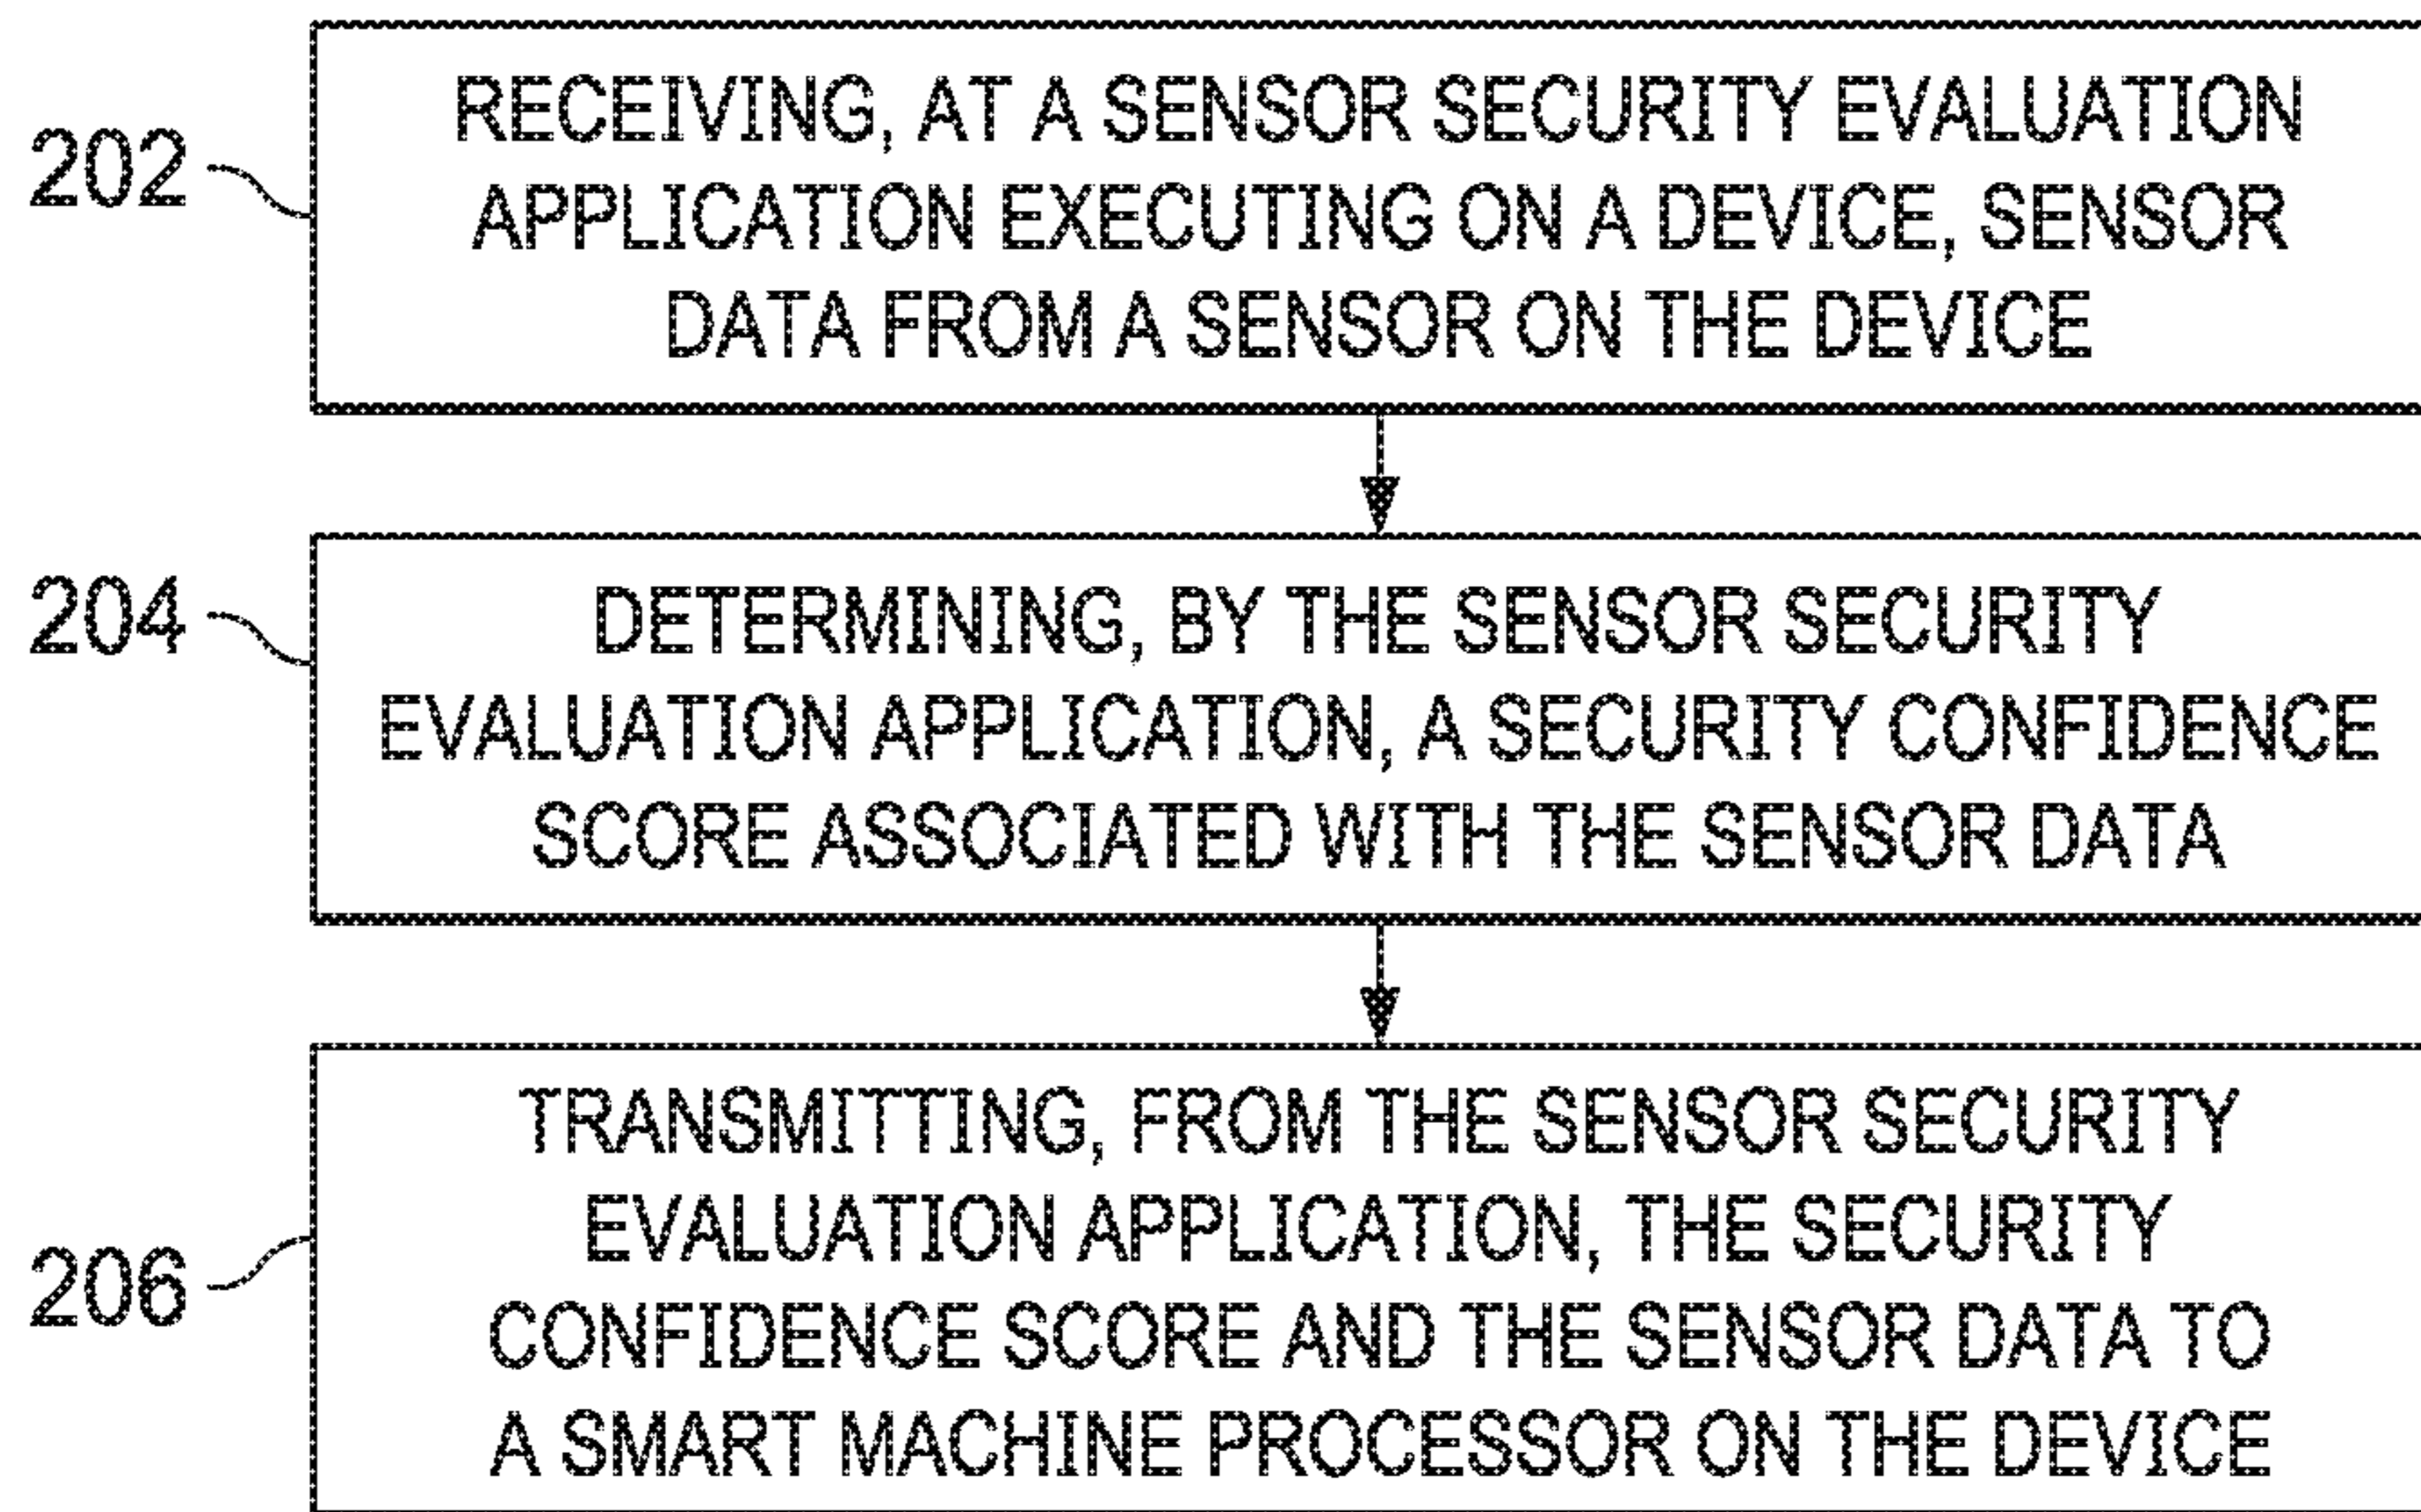 202
RECEIVING, AT A SENSOR SECURITY EVALUATION
APPLICATION EXECUTING ON A DEVICE, SENSOR
DATA FROM A SENSOR ON THE DEVICE
204
DETERMINING, BY THE SENSOR SECURITY
EVALUATION APPLICATION, A SECURITY CONFIDENCE
SCORE ASSOCIATED WITH THE SENSOR DATA
206
TRANSMITTING, FROM THE SENSOR SECURITY
EVALUATION APPLICATION, THE SECURITY
CONFIDENCE SCORE AND THE SENSOR DATA TO
A SMART MACHINE PROCESSOR ON THE DEVICE